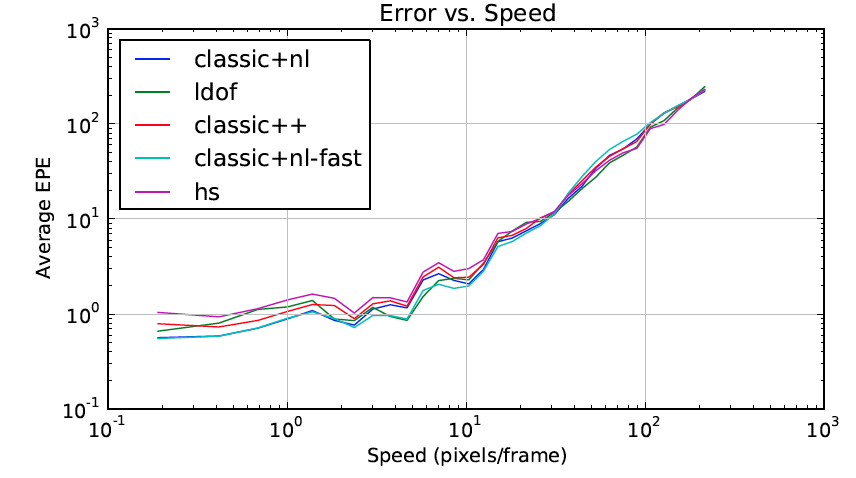 Error vs. Speed
10^3
10^2
10^1
10^0
10^-1
Average EPE
classic+nl
ldof
classic++
classic+nl-fast
hs
10^-1 10^0 10^1 10^2 10^3
Speed (pixels/frame)